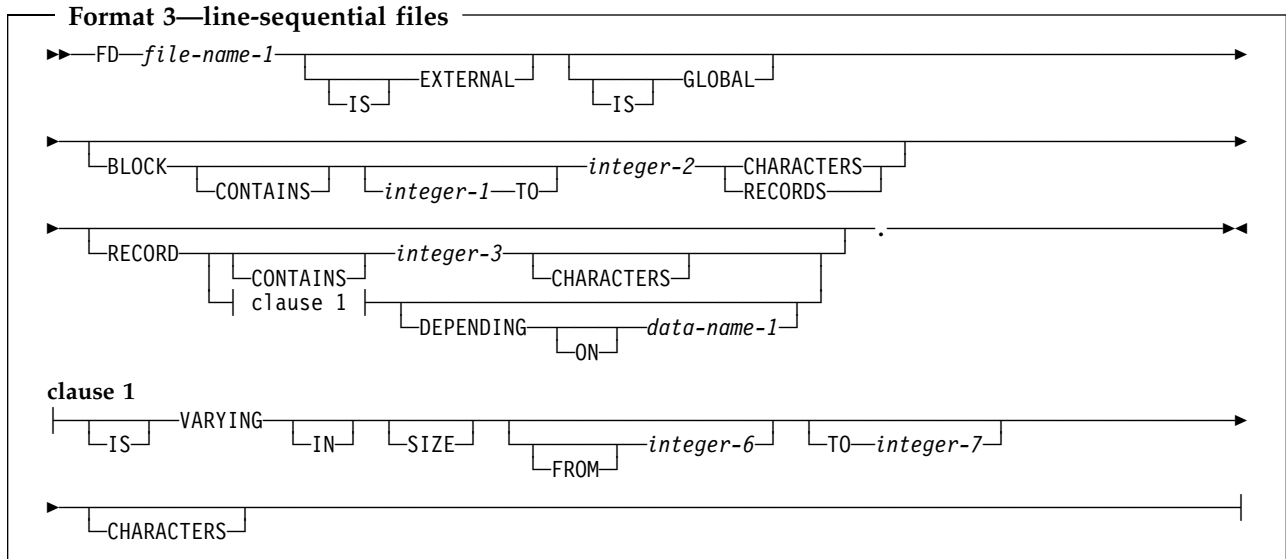 Format 3—line-sequential files
FD file-name-1 EXTERNAL GLOBAL
IS IS
BLOCK integer-2 CHARACTERS
CONTAINS integer-1 TO RECORDS
.
RECORD integer-3
CONTAINS CHARACTERS
clause 1
DEPENDING data-name-1
ON
clause 1
VARYING
IS IN SIZE integer-6 TO integer-7
FROM
CHARACTERS